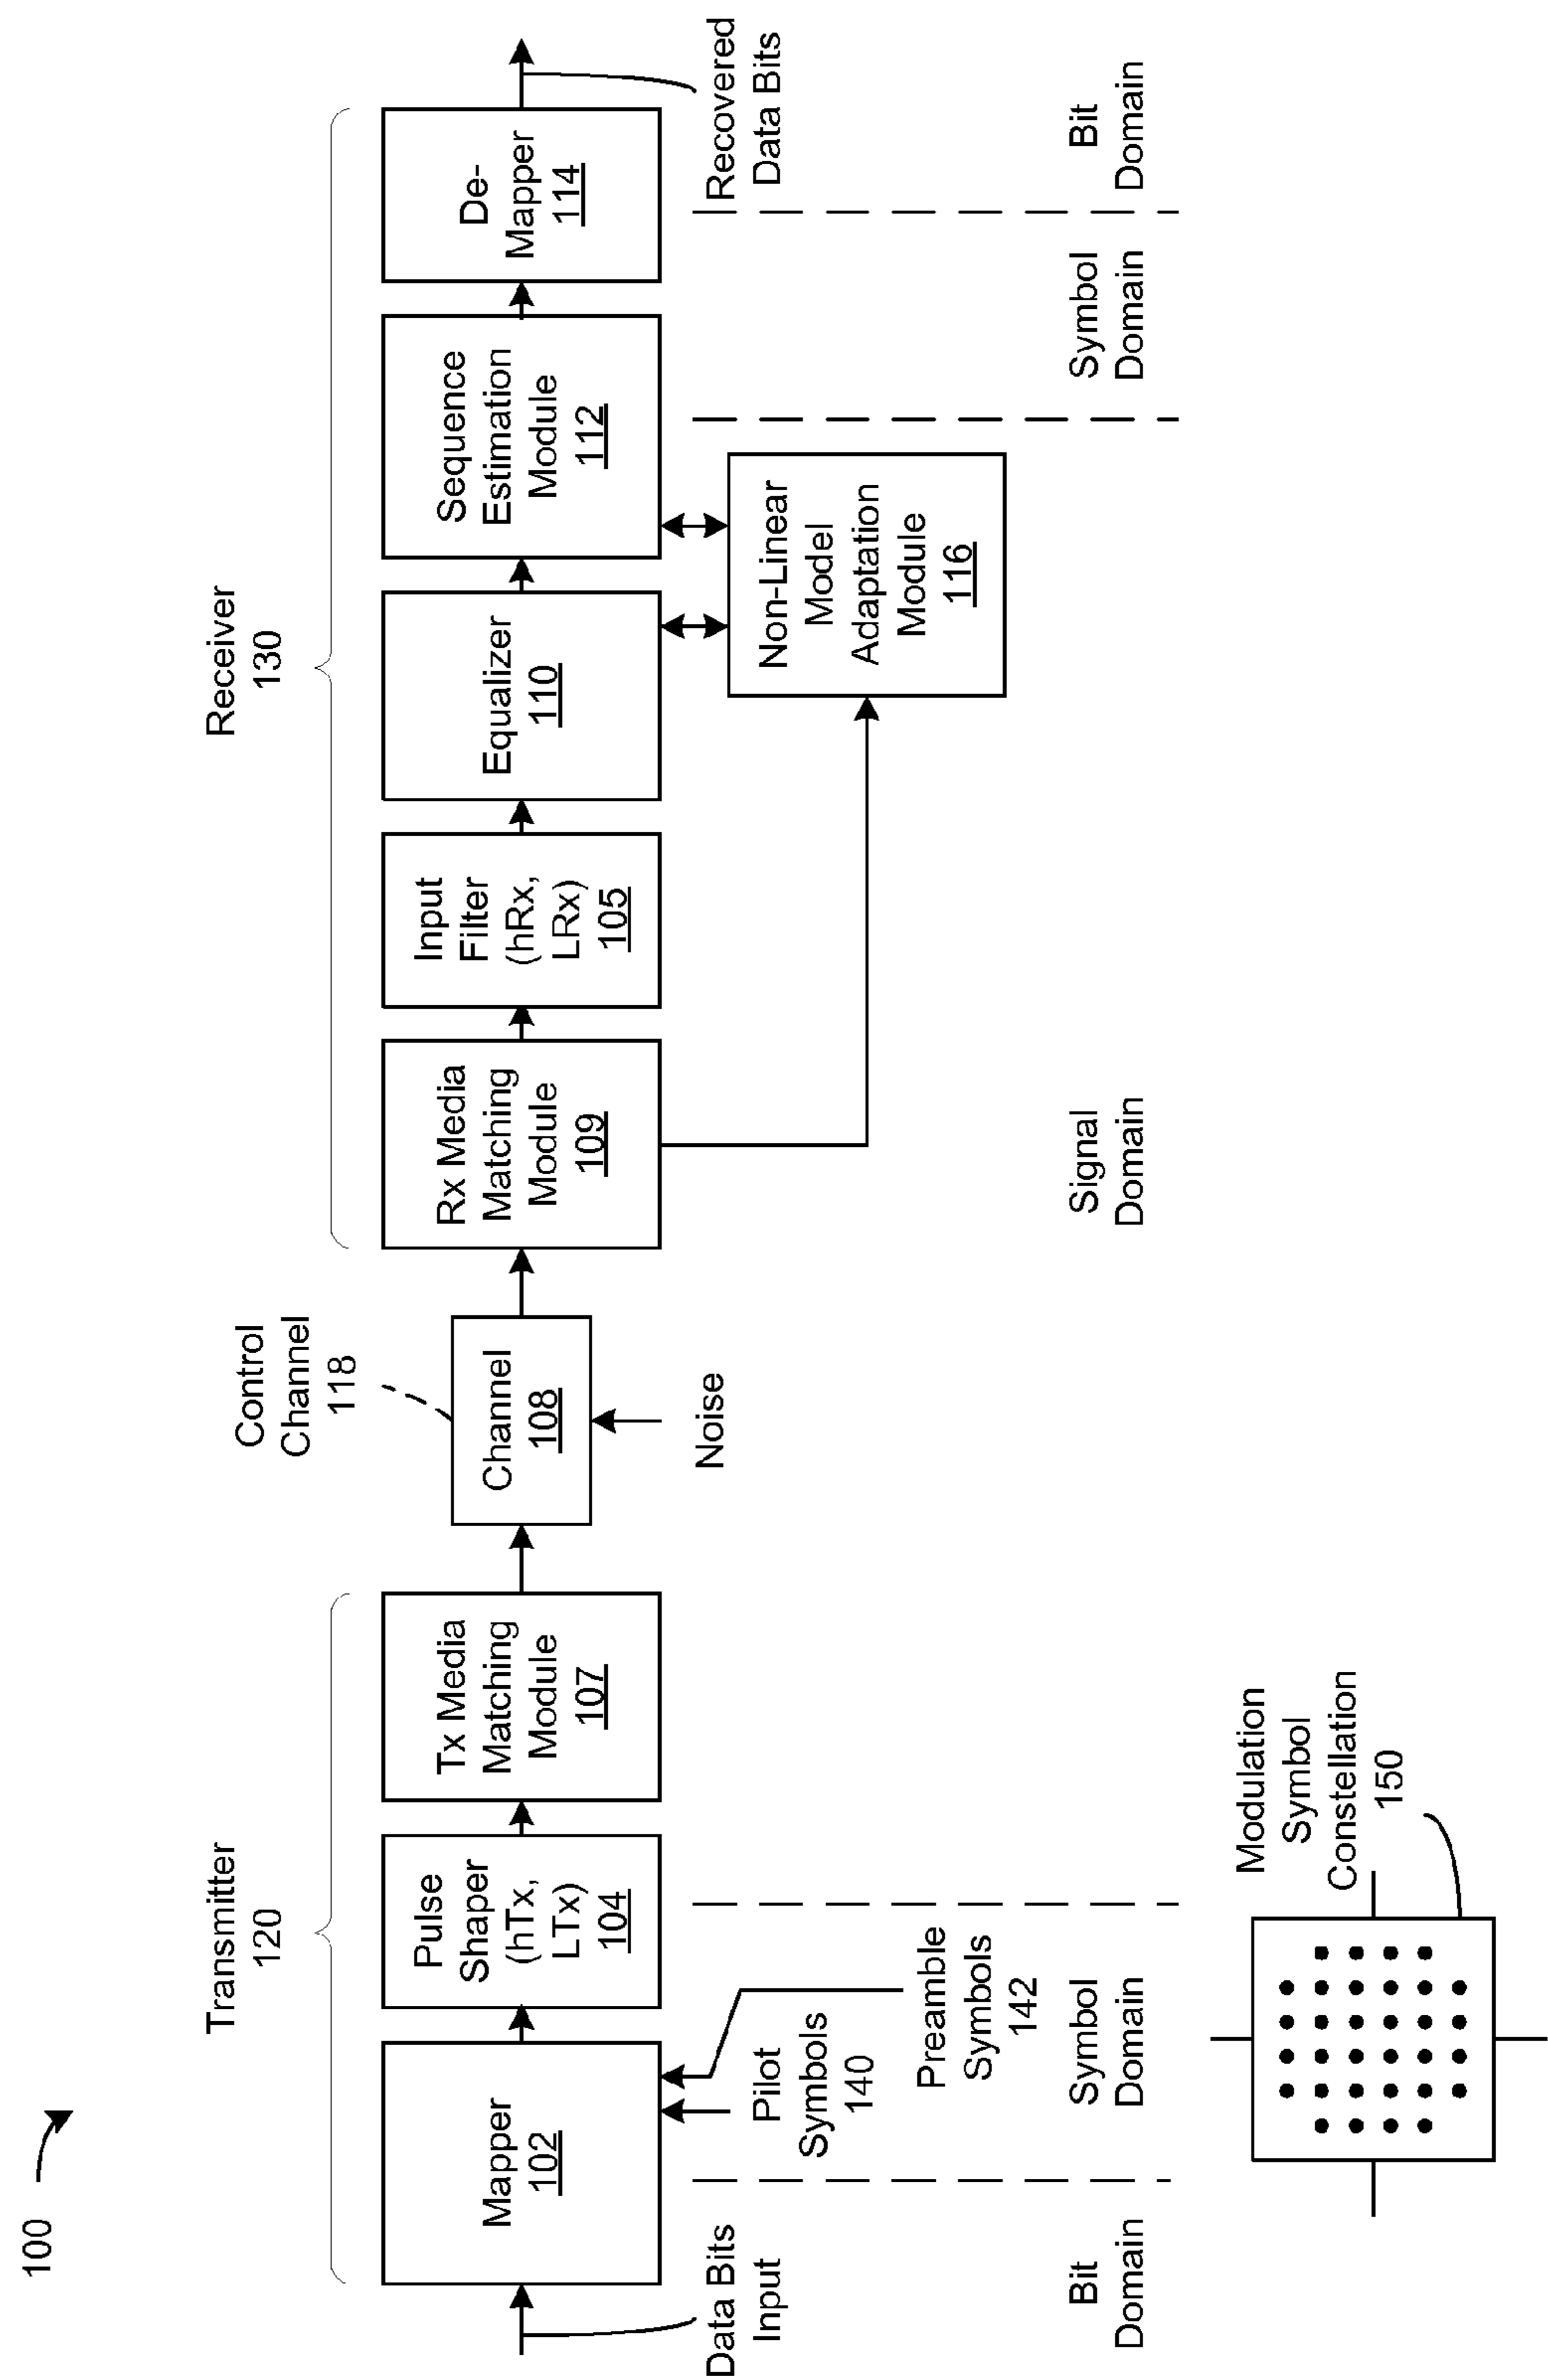 100
Transmitter
120
Control
Channel
118
Receiver
130
Data Bits
Input
Mapper
102
Pulse
Shaper
(hTx,
LTx)
104
Tx Media
Matching
Module
107
Channel
108
Noise
Rx Media
Matching
Module
109
Input
Filter
(hRx,
LRx)
105
Equalizer
110
Sequence
Estimation
Module
112
De-
Mapper
114
Recovered
Data Bits
Pilot
Symbols
140
Preamble
Symbols
142
Non-Linear
Model
Adaptation
Module
116
Bit
Domain
Symbol
Domain
Signal
Domain
Symbol
Domain
Bit
Domain
Modulation
Symbol
Constellation
150